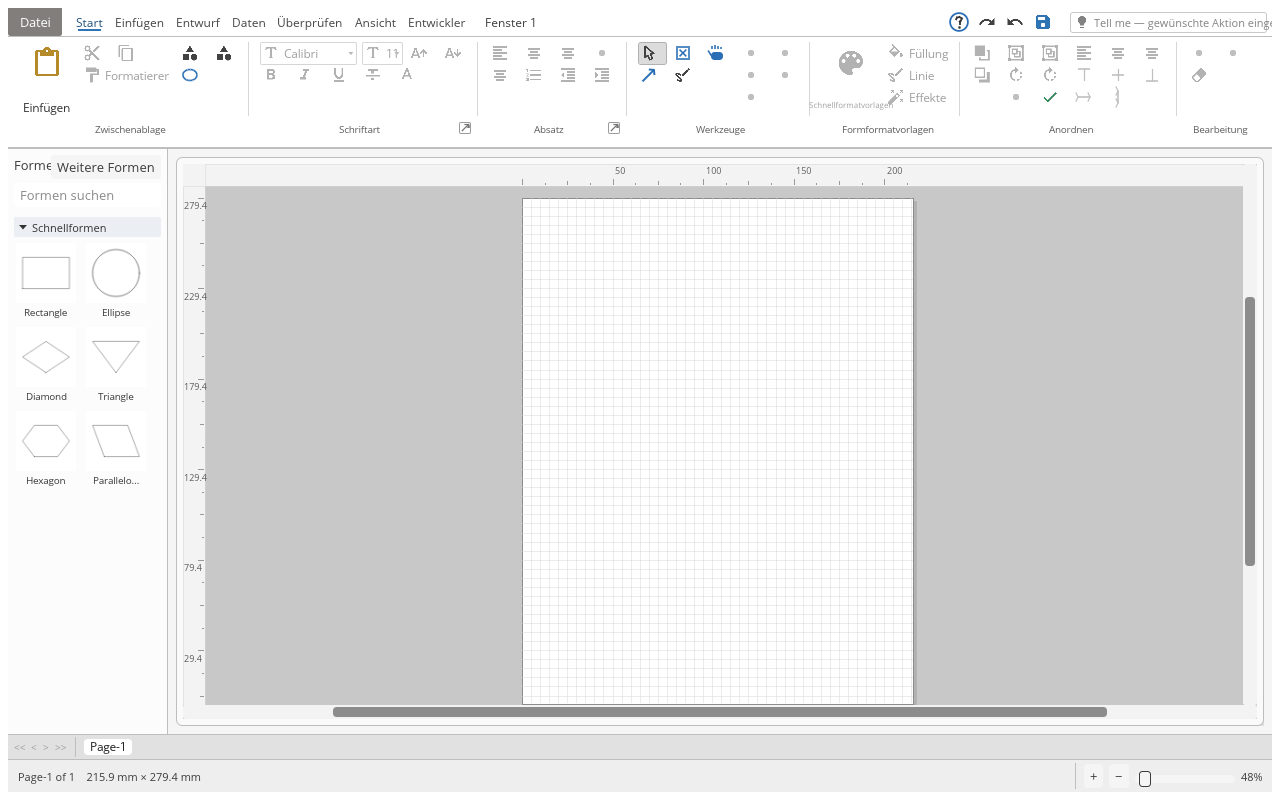 Datei Start Einfügen Entwurf Daten Überprüfen Ansicht Entwickler Fenster 1 Tell me — gewünschte Aktion einge
Calibri 11 Füllung
Formatierer Linie
Effekte
Einfügen Schnellformatvorlagen
Zwischenablage Schriftart Absatz Werkzeuge Formformatvorlagen Anordnen Bearbeitung
Forme Weitere Formen
Formen suchen
Schnellformen
Rectangle Ellipse
Diamond Triangle
Hexagon Parallelo...
50 100 150 200
279.4
229.4
179.4
129.4
79.4
29.4
<< < > >> Page-1
Page-1 of 1 215.9 mm × 279.4 mm + − 48%